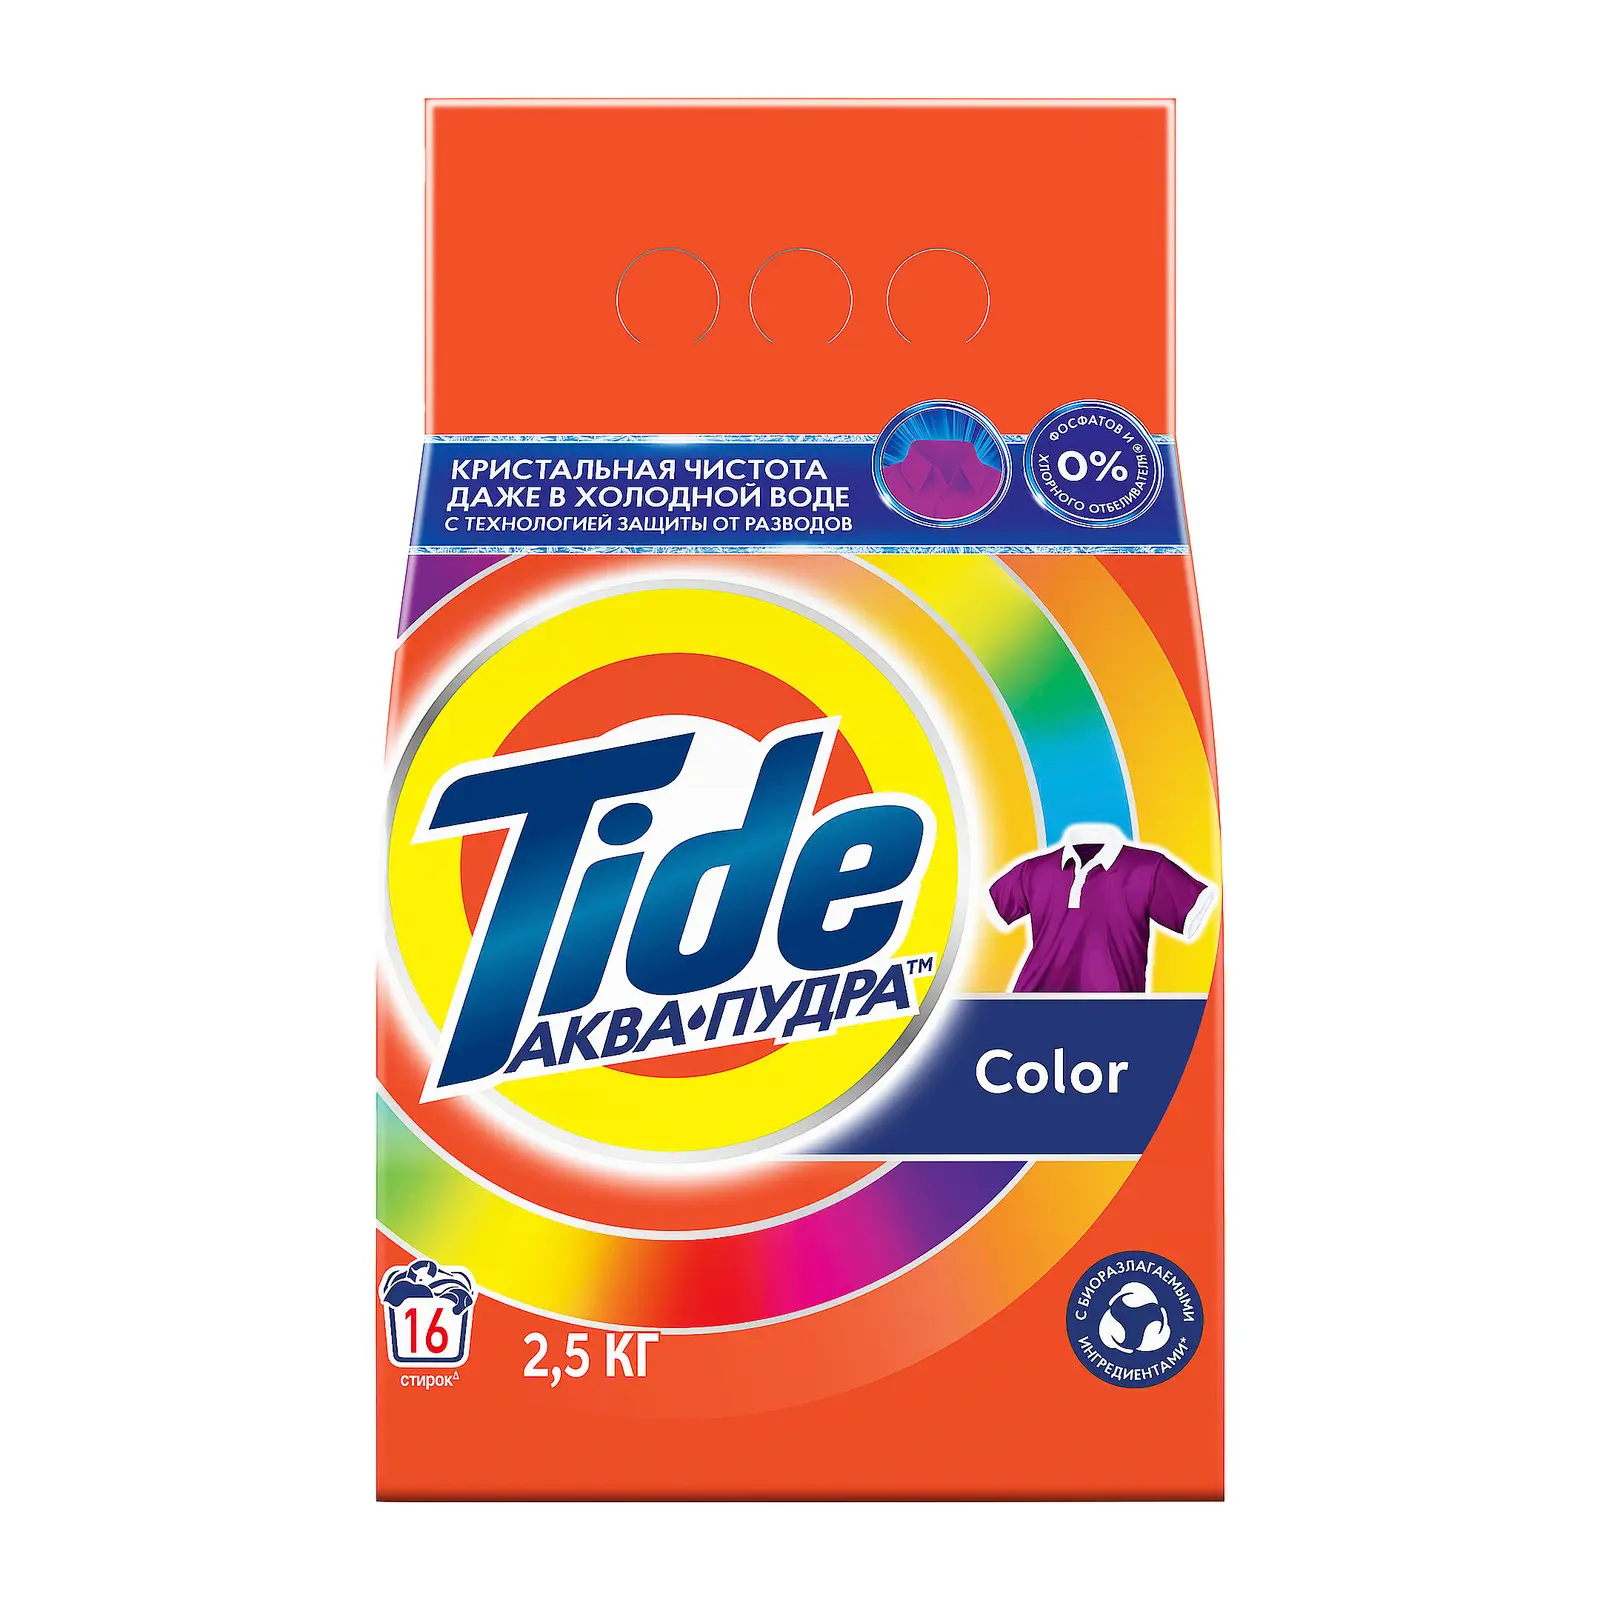 КРИСТАЛЬНАЯ ЧИСТОТА
ДАЖЕ В ХОЛОДНОЙ ВОДЕ
С ТЕХНОЛОГИЕЙ ЗАЩИТЫ ОТ РАЗВОДОВ
ФОСФАТОВ И
0%
ХЛОРНОГО ОТБЕЛИВАТЕЛЯ®
Tide
АКВА•ПУДРА™
Color
16
стирок∆
2,5 КГ
С БИОРАЗЛАГАЕМЫМИ
ИНГРЕДИЕНТАМИ*